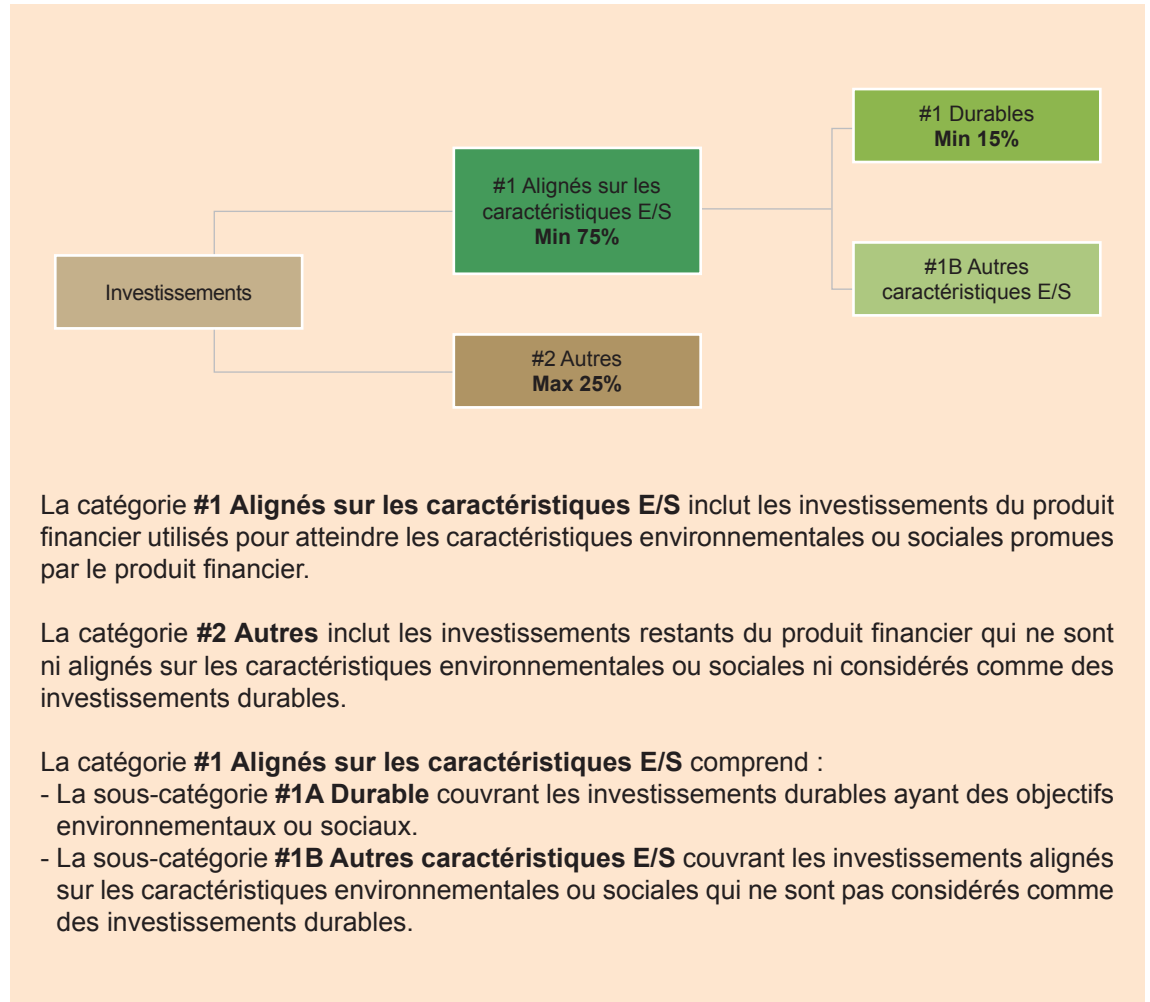 #1 Durables
Min 15%
#1 Alignés sur les
caractéristiques E/S
Min 75%
#1B Autres
caractéristiques E/S
Investissements
#2 Autres
Max 25%
La catégorie #1 Alignés sur les caractéristiques E/S inclut les investissements du produit
financier utilisés pour atteindre les caractéristiques environnementales ou sociales promues
par le produit financier.
La catégorie #2 Autres inclut les investissements restants du produit financier qui ne sont
ni alignés sur les caractéristiques environnementales ou sociales ni considérés comme des
investissements durables.
La catégorie #1 Alignés sur les caractéristiques E/S comprend :
- La sous-catégorie #1A Durable couvrant les investissements durables ayant des objectifs
environnementaux ou sociaux.
- La sous-catégorie #1B Autres caractéristiques E/S couvrant les investissements alignés
sur les caractéristiques environnementales ou sociales qui ne sont pas considérés comme
des investissements durables.